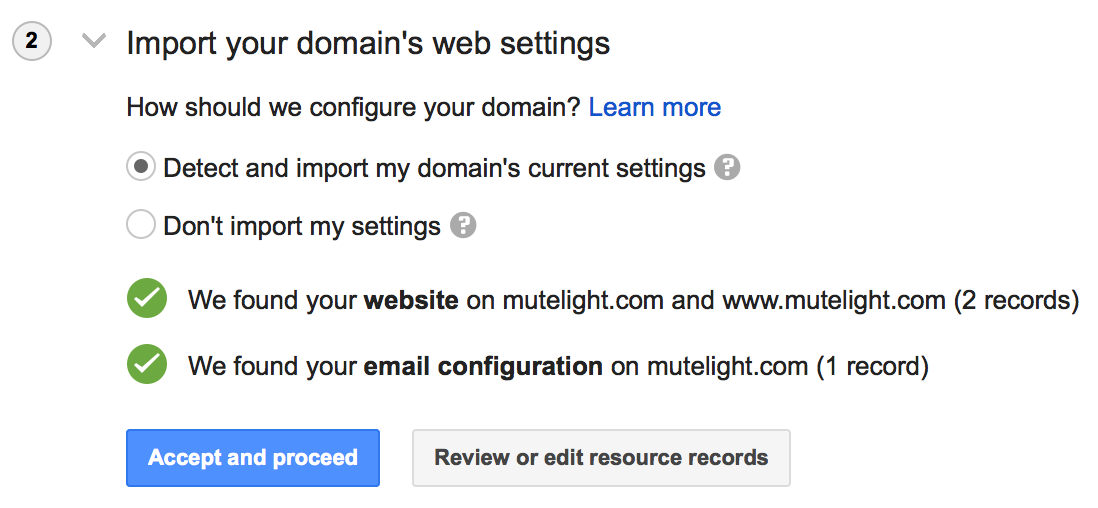 2 Import your domain's web settings
How should we configure your domain? Learn more
Detect and import my domain's current settings ?
Don't import my settings ?
We found your website on mutelight.com and www.mutelight.com (2 records)
We found your email configuration on mutelight.com (1 record)
Accept and proceed Review or edit resource records